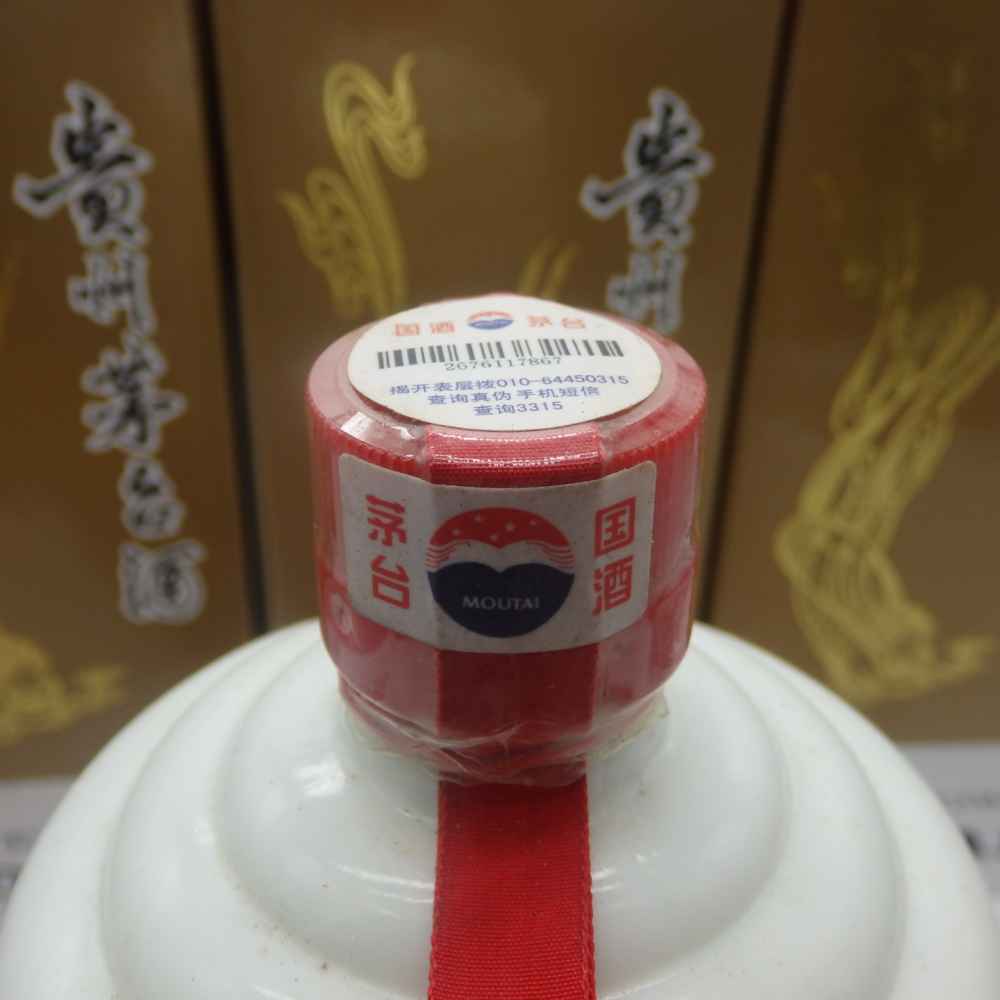 贵州茅台酒
贵州
国酒 茅台
2676117867
揭开表层拨010-64450315
查询真伪 手机短信
查询3315
茅台
MOUTAI
国酒